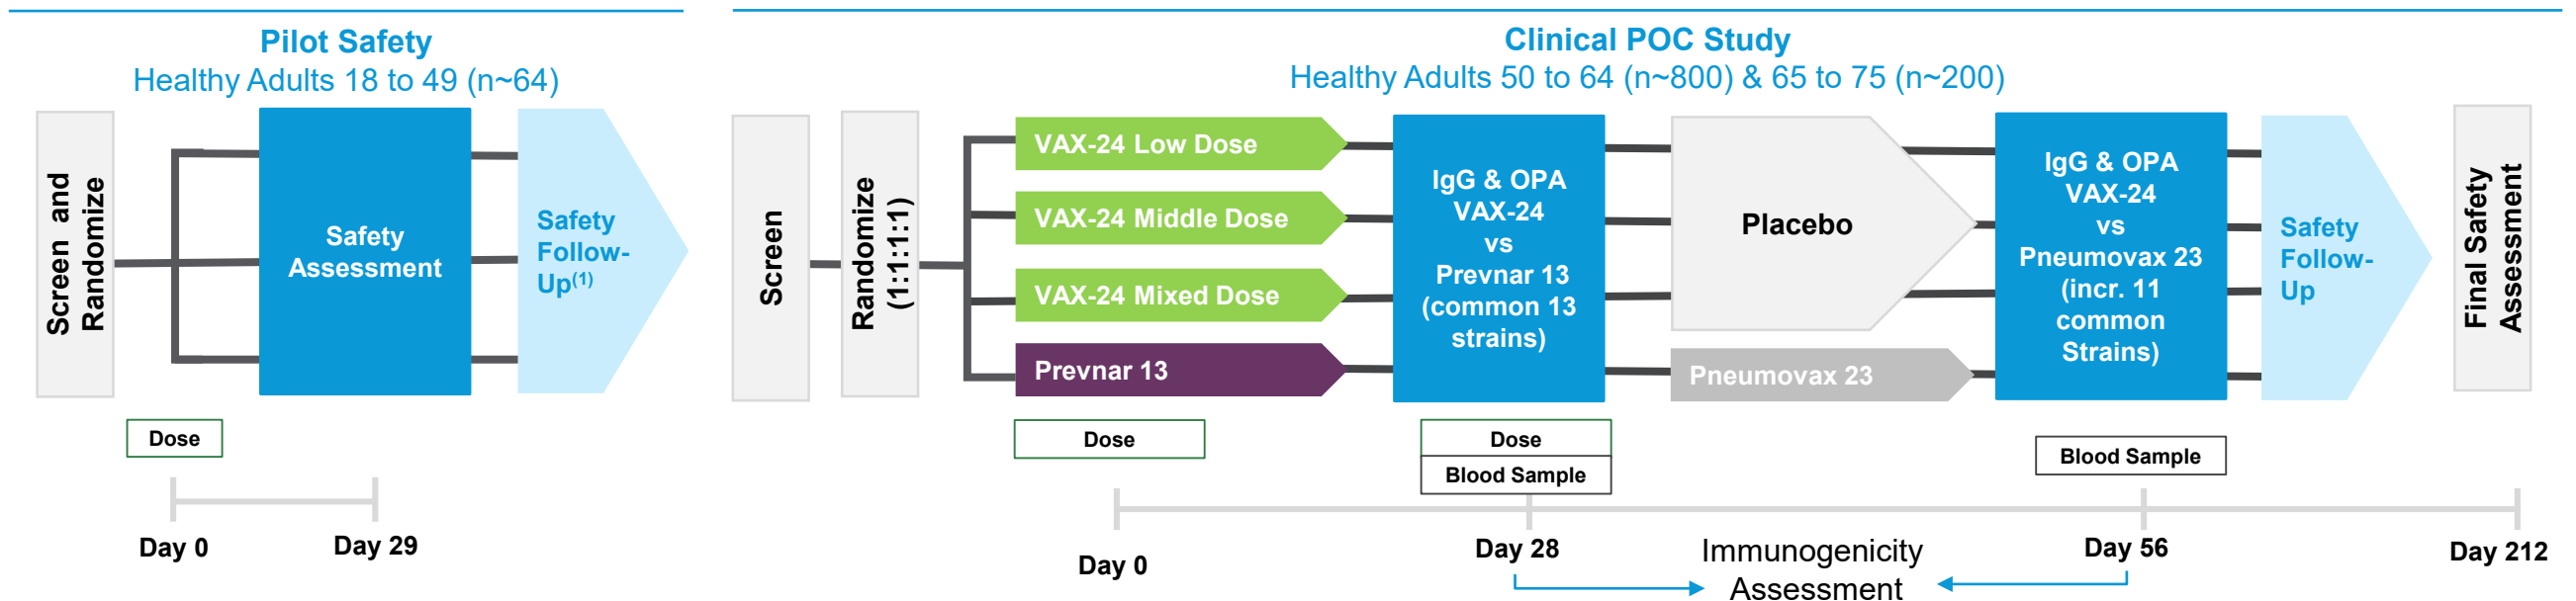 Pilot Safety
Healthy Adults 18 to 49 (n~64)
Screen and
Randomize
Safety
Assessment
Safety
Follow-
Up(1)
Dose
Day 0
Day 29
Clinical POC Study
Healthy Adults 50 to 64 (n~800) & 65 to 75 (n~200)
Screen
Randomize
(1:1:1:1)
VAX-24 Low Dose
VAX-24 Middle Dose
VAX-24 Mixed Dose
Prevnar 13
IgG & OPA
VAX-24
vs
Prevnar 13
(common 13
strains)
Placebo
Pneumovax 23
IgG & OPA
VAX-24
vs
Pneumovax 23
(incr. 11
common
Strains)
Safety
Follow-
Up
Final Safety
Assessment
Dose
Dose
Blood Sample
Blood Sample
Day 0
Day 28
Immunogenicity
Assessment
Day 56
Day 212